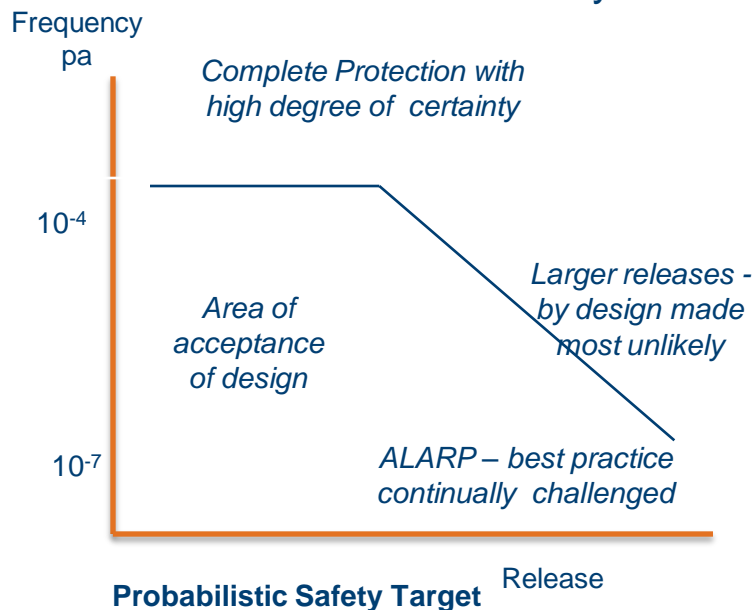 Frequency
pa
Complete Protection with
high degree of certainty
10⁻⁴
Larger releases -
by design made
most unlikely
Area of
acceptance
of design
10⁻⁷
ALARP – best practice
continually challenged
Release
Probabilistic Safety Target